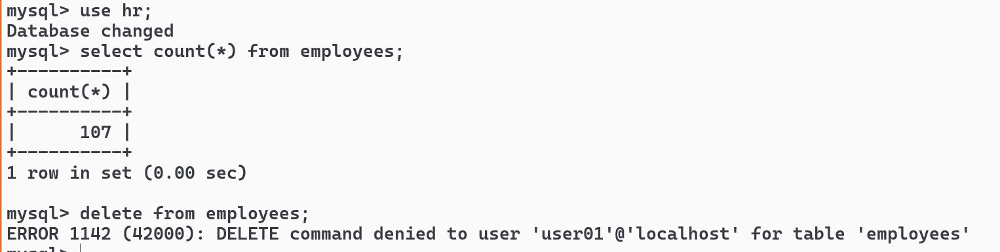 mysql> use hr;
Database changed
mysql> select count(*) from employees;
+----------+
| count(*) |
+----------+
|      107 |
+----------+
1 row in set (0.00 sec)

mysql> delete from employees;
ERROR 1142 (42000): DELETE command denied to user 'user01'@'localhost' for table 'employees'
mysql>